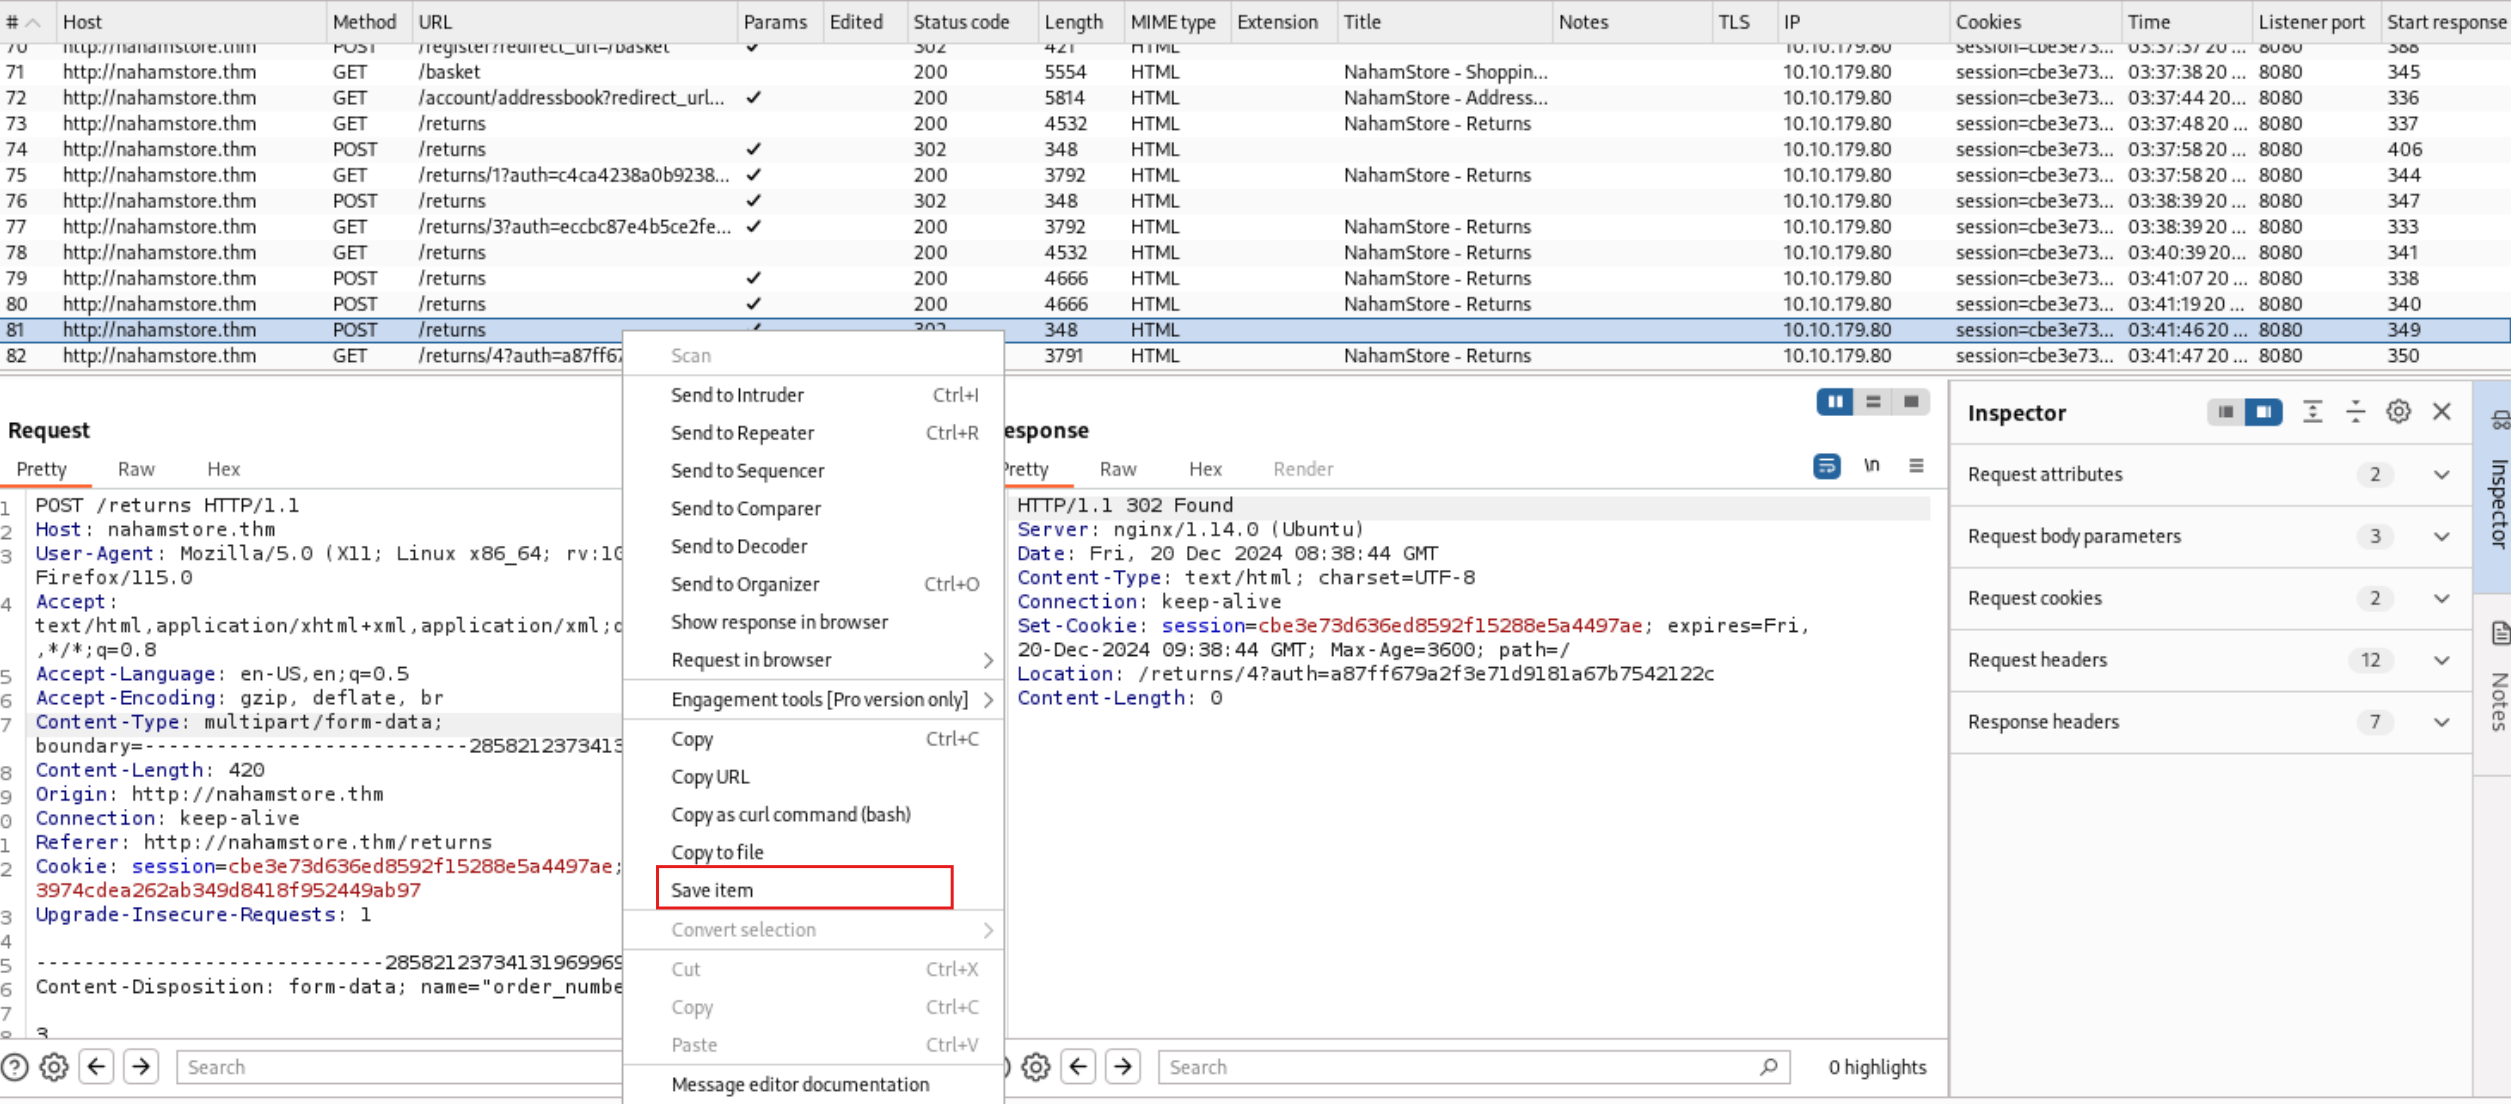 # Host Method URL Params Edited Status code Length MIME type Extension Title Notes TLS IP Cookies Time Listener port Start response
70 http://nahamstore.thm POST /register?redirect_url=/basket ✓ 302 421 HTML 10.10.179.80 session=cbe3e73... 03:37:37 20 ... 8080 388
71 http://nahamstore.thm GET /basket 200 5554 HTML NahamStore - Shoppin... 10.10.179.80 session=cbe3e73... 03:37:38 20 ... 8080 345
72 http://nahamstore.thm GET /account/addressbook?redirect_url... ✓ 200 5814 HTML NahamStore - Address... 10.10.179.80 session=cbe3e73... 03:37:44 20 ... 8080 336
73 http://nahamstore.thm GET /returns 200 4532 HTML NahamStore - Returns 10.10.179.80 session=cbe3e73... 03:37:48 20 ... 8080 337
74 http://nahamstore.thm POST /returns ✓ 302 348 HTML 10.10.179.80 session=cbe3e73... 03:37:58 20 ... 8080 406
75 http://nahamstore.thm GET /returns/1?auth=c4ca4238a0b9238... ✓ 200 3792 HTML NahamStore - Returns 10.10.179.80 session=cbe3e73... 03:37:58 20 ... 8080 344
76 http://nahamstore.thm POST /returns ✓ 302 348 HTML 10.10.179.80 session=cbe3e73... 03:38:39 20 ... 8080 347
77 http://nahamstore.thm GET /returns/3?auth=eccbc87e4b5ce2fe... ✓ 200 3792 HTML NahamStore - Returns 10.10.179.80 session=cbe3e73... 03:38:39 20 ... 8080 333
78 http://nahamstore.thm GET /returns 200 4532 HTML NahamStore - Returns 10.10.179.80 session=cbe3e73... 03:40:39 20 ... 8080 341
79 http://nahamstore.thm POST /returns ✓ 200 4666 HTML NahamStore - Returns 10.10.179.80 session=cbe3e73... 03:41:07 20 ... 8080 338
80 http://nahamstore.thm POST /returns ✓ 200 4666 HTML NahamStore - Returns 10.10.179.80 session=cbe3e73... 03:41:19 20 ... 8080 340
81 http://nahamstore.thm POST /returns ✓ 302 348 HTML 10.10.179.80 session=cbe3e73... 03:41:46 20 ... 8080 349
82 http://nahamstore.thm GET /returns/4?auth=a87ff67 3791 HTML NahamStore - Returns 10.10.179.80 session=cbe3e73... 03:41:47 20 ... 8080 350
Request
Pretty Raw Hex
1 POST /returns HTTP/1.1
2 Host: nahamstore.thm
3 User-Agent: Mozilla/5.0 (X11; Linux x86_64; rv:10
Firefox/115.0
4 Accept:
text/html,application/xhtml+xml,application/xml;q
,*/*;q=0.8
5 Accept-Language: en-US,en;q=0.5
6 Accept-Encoding: gzip, deflate, br
7 Content-Type: multipart/form-data;
boundary=---------------------------2858212373413
8 Content-Length: 420
9 Origin: http://nahamstore.thm
0 Connection: keep-alive
1 Referer: http://nahamstore.thm/returns
2 Cookie: session=cbe3e73d636ed8592f15288e5a4497ae;
3974cdea262ab349d8418f952449ab97
3 Upgrade-Insecure-Requests: 1
4
5 -----------------------------28582123734131969969
6 Content-Disposition: form-data; name="order_numbe
7
8 3
Search
Scan
Send to Intruder Ctrl+I
Send to Repeater Ctrl+R
Send to Sequencer
Send to Comparer
Send to Decoder
Send to Organizer Ctrl+O
Show response in browser
Request in browser
Engagement tools [Pro version only]
Copy Ctrl+C
Copy URL
Copy as curl command (bash)
Copy to file
Save item
Convert selection
Cut Ctrl+X
Copy Ctrl+C
Paste Ctrl+V
Message editor documentation
esponse
Pretty Raw Hex Render
\n
HTTP/1.1 302 Found
Server: nginx/1.14.0 (Ubuntu)
Date: Fri, 20 Dec 2024 08:38:44 GMT
Content-Type: text/html; charset=UTF-8
Connection: keep-alive
Set-Cookie: session=cbe3e73d636ed8592f15288e5a4497ae; expires=Fri,
20-Dec-2024 09:38:44 GMT; Max-Age=3600; path=/
Location: /returns/4?auth=a87ff679a2f3e71d9181a67b7542122c
Content-Length: 0
Search
0 highlights
Inspector
Request attributes 2
Request body parameters 3
Request cookies 2
Request headers 12
Response headers 7
Inspector
Notes